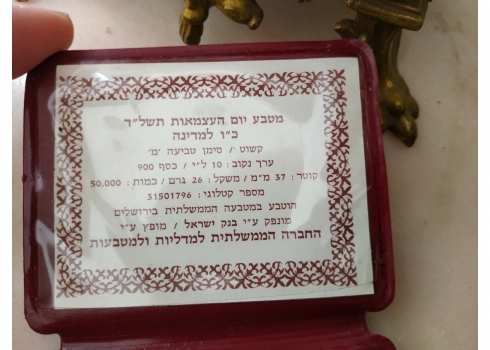 מטבע יום העצמאות תשל"ד
כ"ו למדינה
קשוט / סימן טביעה 'מ'
ערך נקוב: 10 ל"י / כסף 900
קוטר: 37 מ"מ / משקל: 26 גרם / כמות: 50,000
מספר קטלוגי: 31501796
הוטבע במטבעה הממשלתית בירושלים
מונפק ע"י בנק ישראל / מופץ ע"י
החברה הממשלתית למדליות ולמטבעות